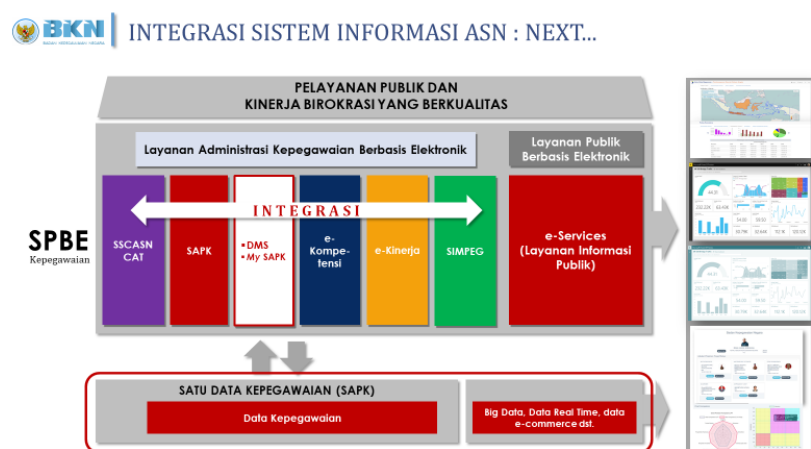 BKN
INTEGRASI SISTEM INFORMASI ASN : NEXT...
PELAYANAN PUBLIK DAN
KINERJA BIROKRASI YANG BERKUALITAS
Layanan Administrasi Kepegawaian Berbasis Elektronik
Layanan Publik
Berbasis Elektronik
INTEGRASI
SPBE
Kepegawaian
SSCASN
CAT
SAPK
▪DMS
▪My SAPK
e-
Kompe-
tensi
e-Kinerja
SIMPEG
e-Services
(Layanan Informasi
Publik)
SATU DATA KEPEGAWAIAN (SAPK)
Data Kepegawaian
Big Data, Data Real Time, data
e-commerce dst.